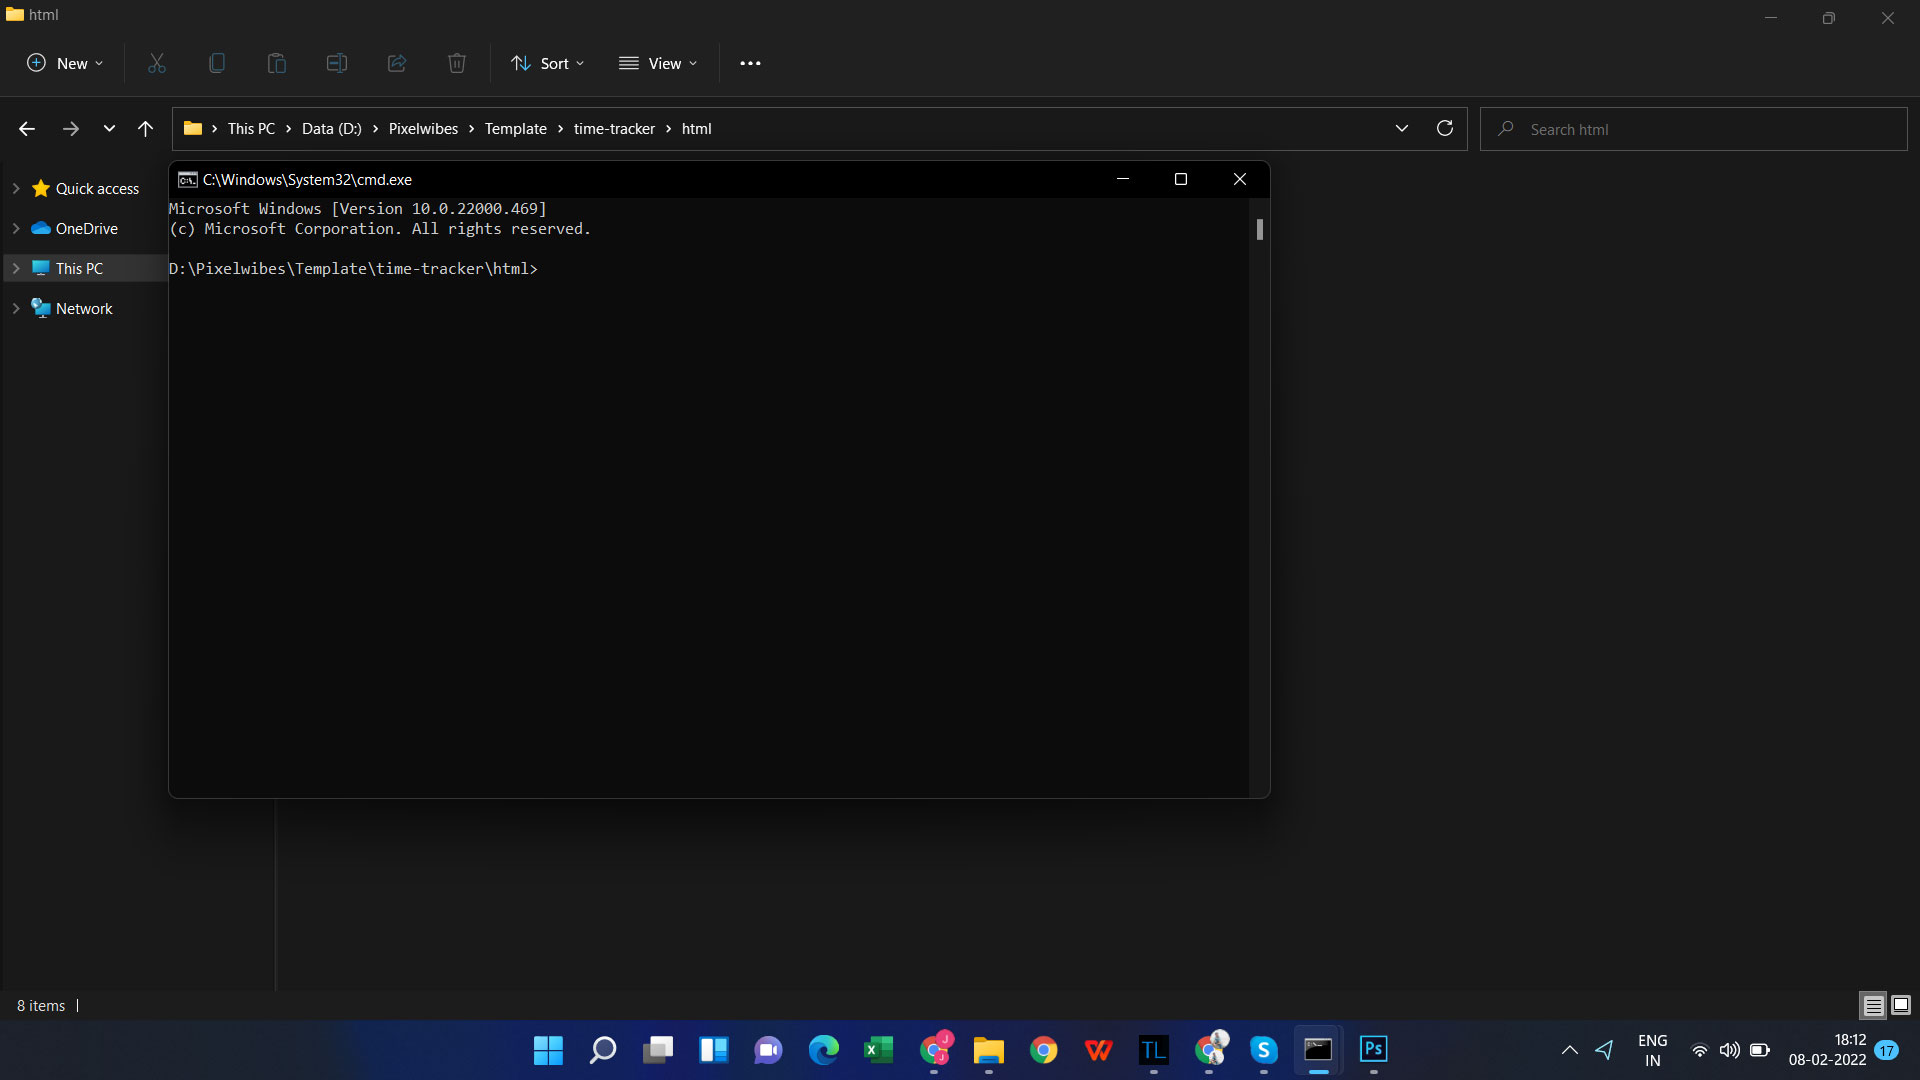 html
New
Sort
View
This PC > Data (D:) > Pixelwibes > Template > time-tracker > html
Search html
Quick access
OneDrive
This PC
Network
C:\Windows\System32\cmd.exe
Microsoft Windows [Version 10.0.22000.469]
(c) Microsoft Corporation. All rights reserved.
D:\Pixelwibes\Template\time-tracker\html>
8 items
J
J
X
W
TL
S
Ps
ENG
IN
18:12
08-02-2022
17